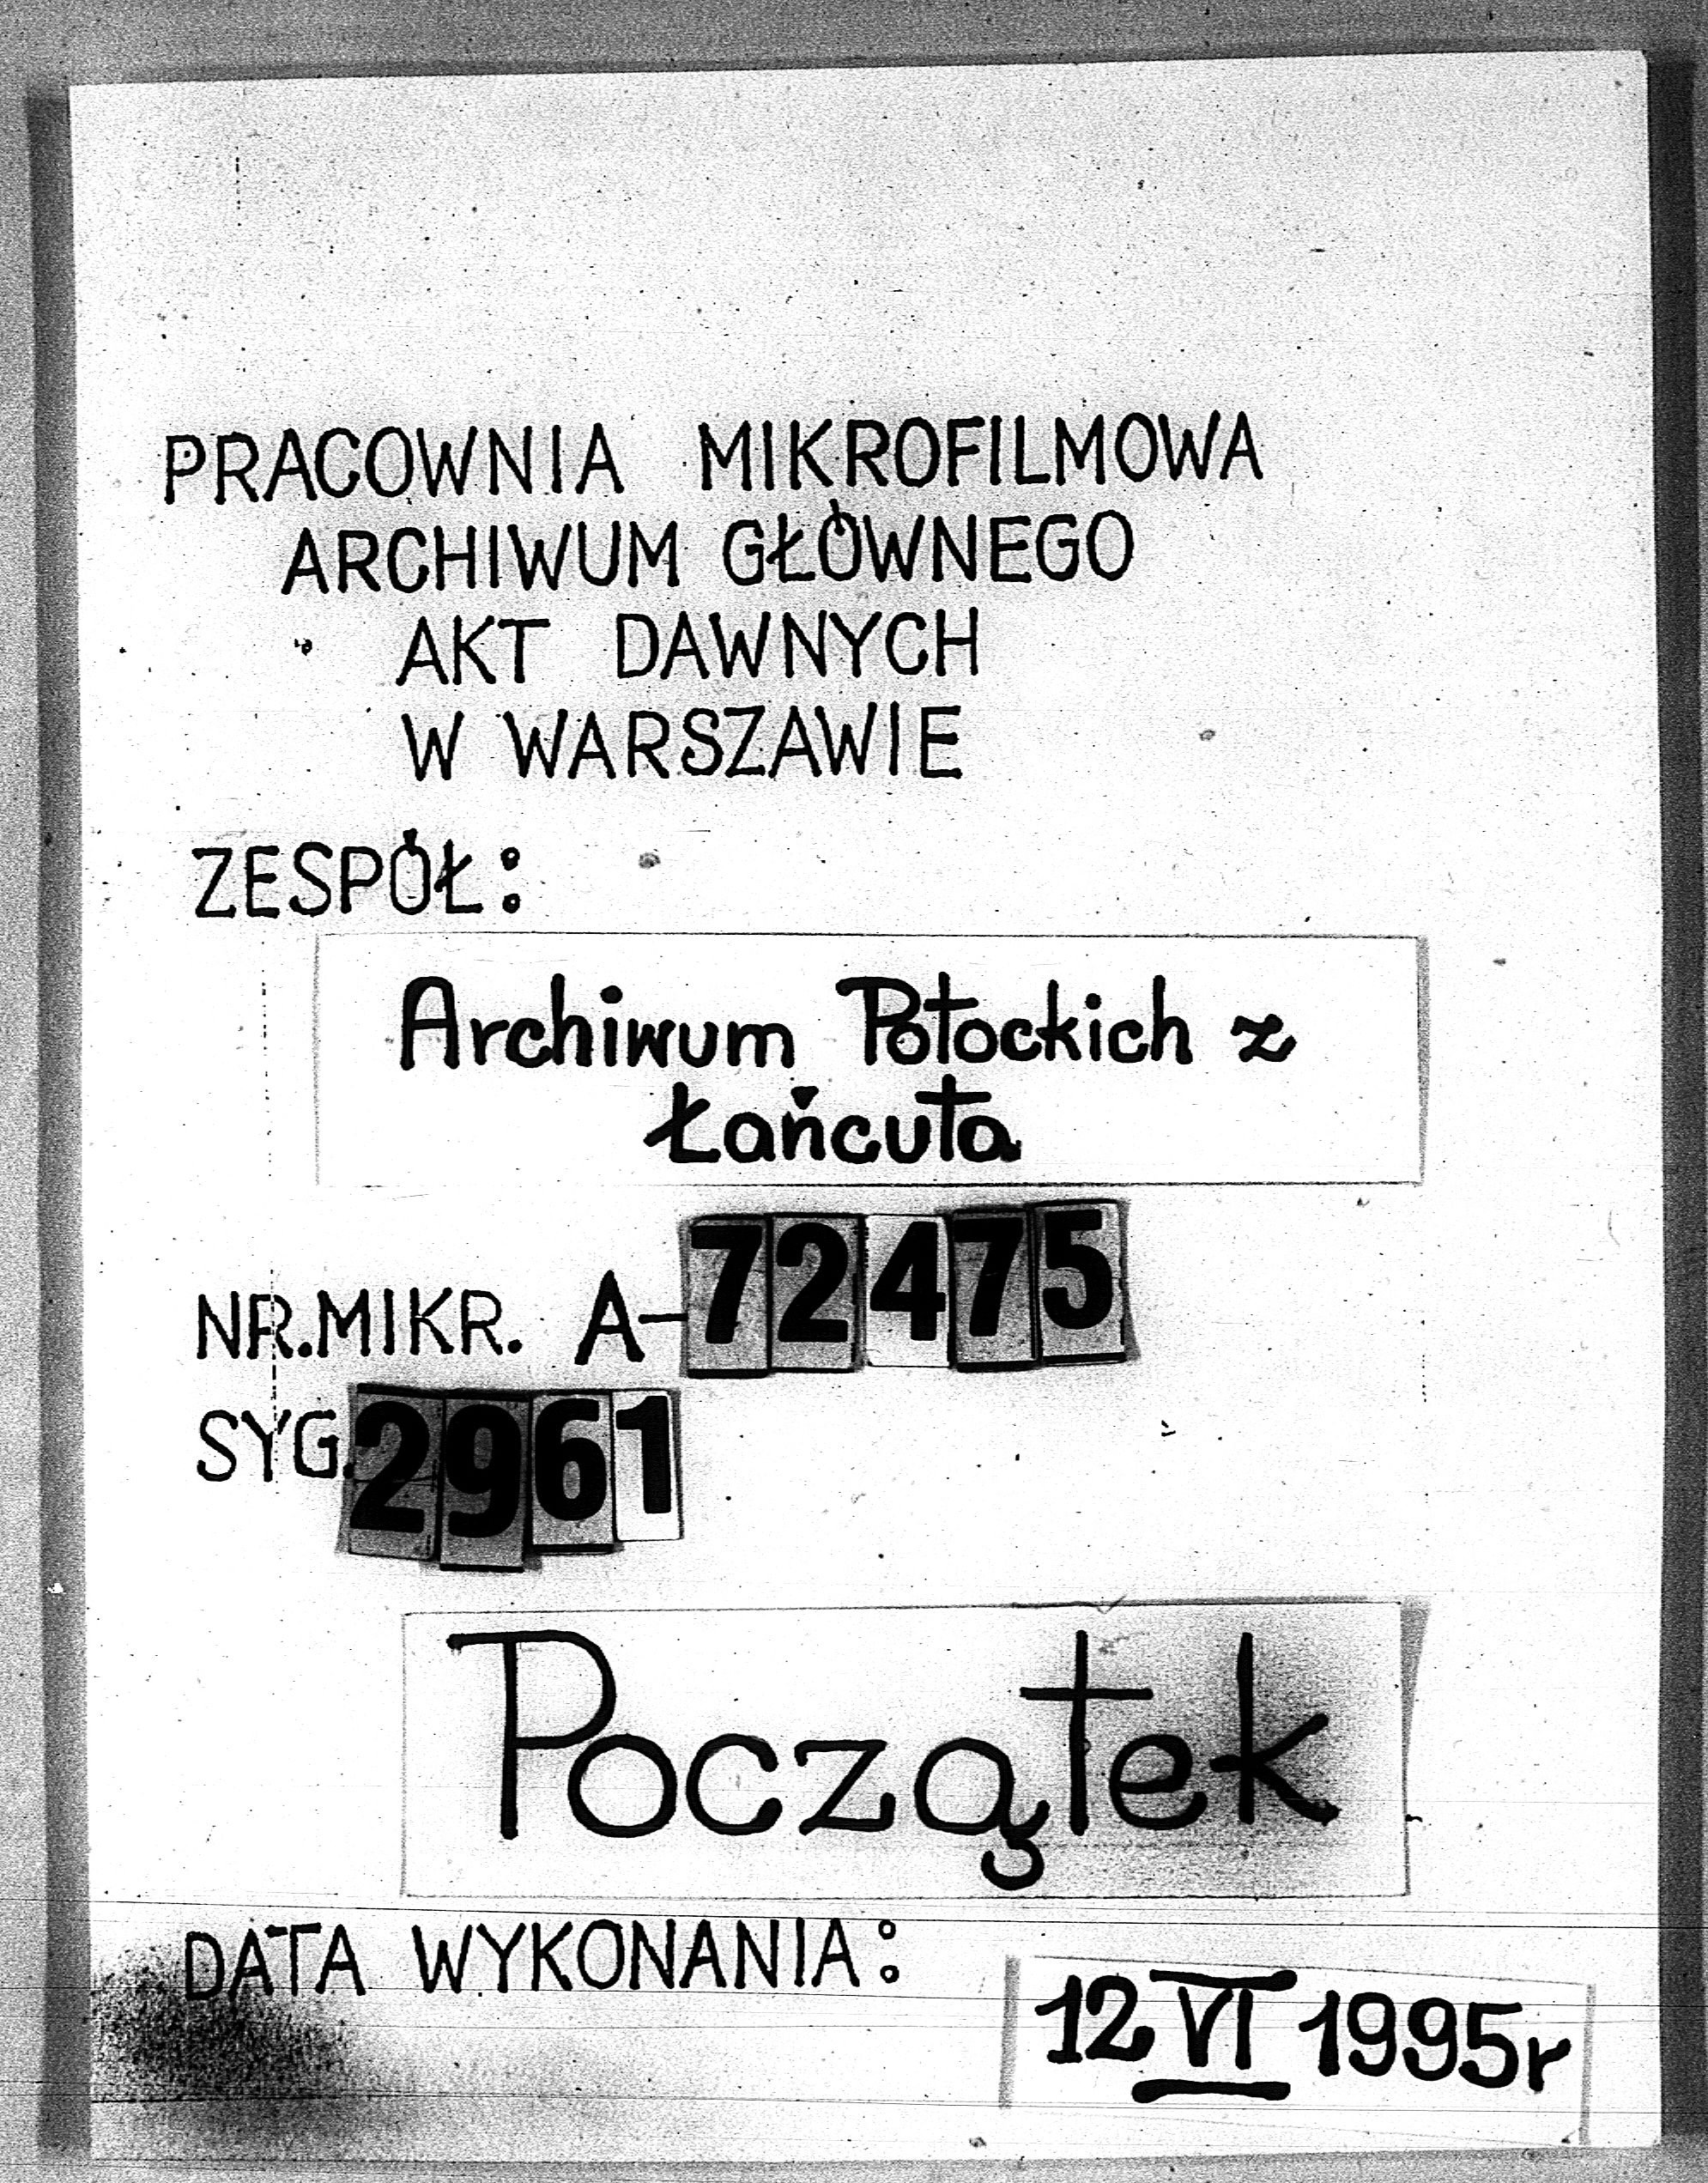 PRACOWNIA MIKROFILMOWA
ARCHIWUM GŁÓWNEGO
AKT DAWNYCH
W WARSZAWIE
ZESPÓŁ:
Archiwum Potockich z
Łańcuta
NR.MIKR. A-72475
SYG.2961
Początek
DATA WYKONANIA:
12 VI 1995r